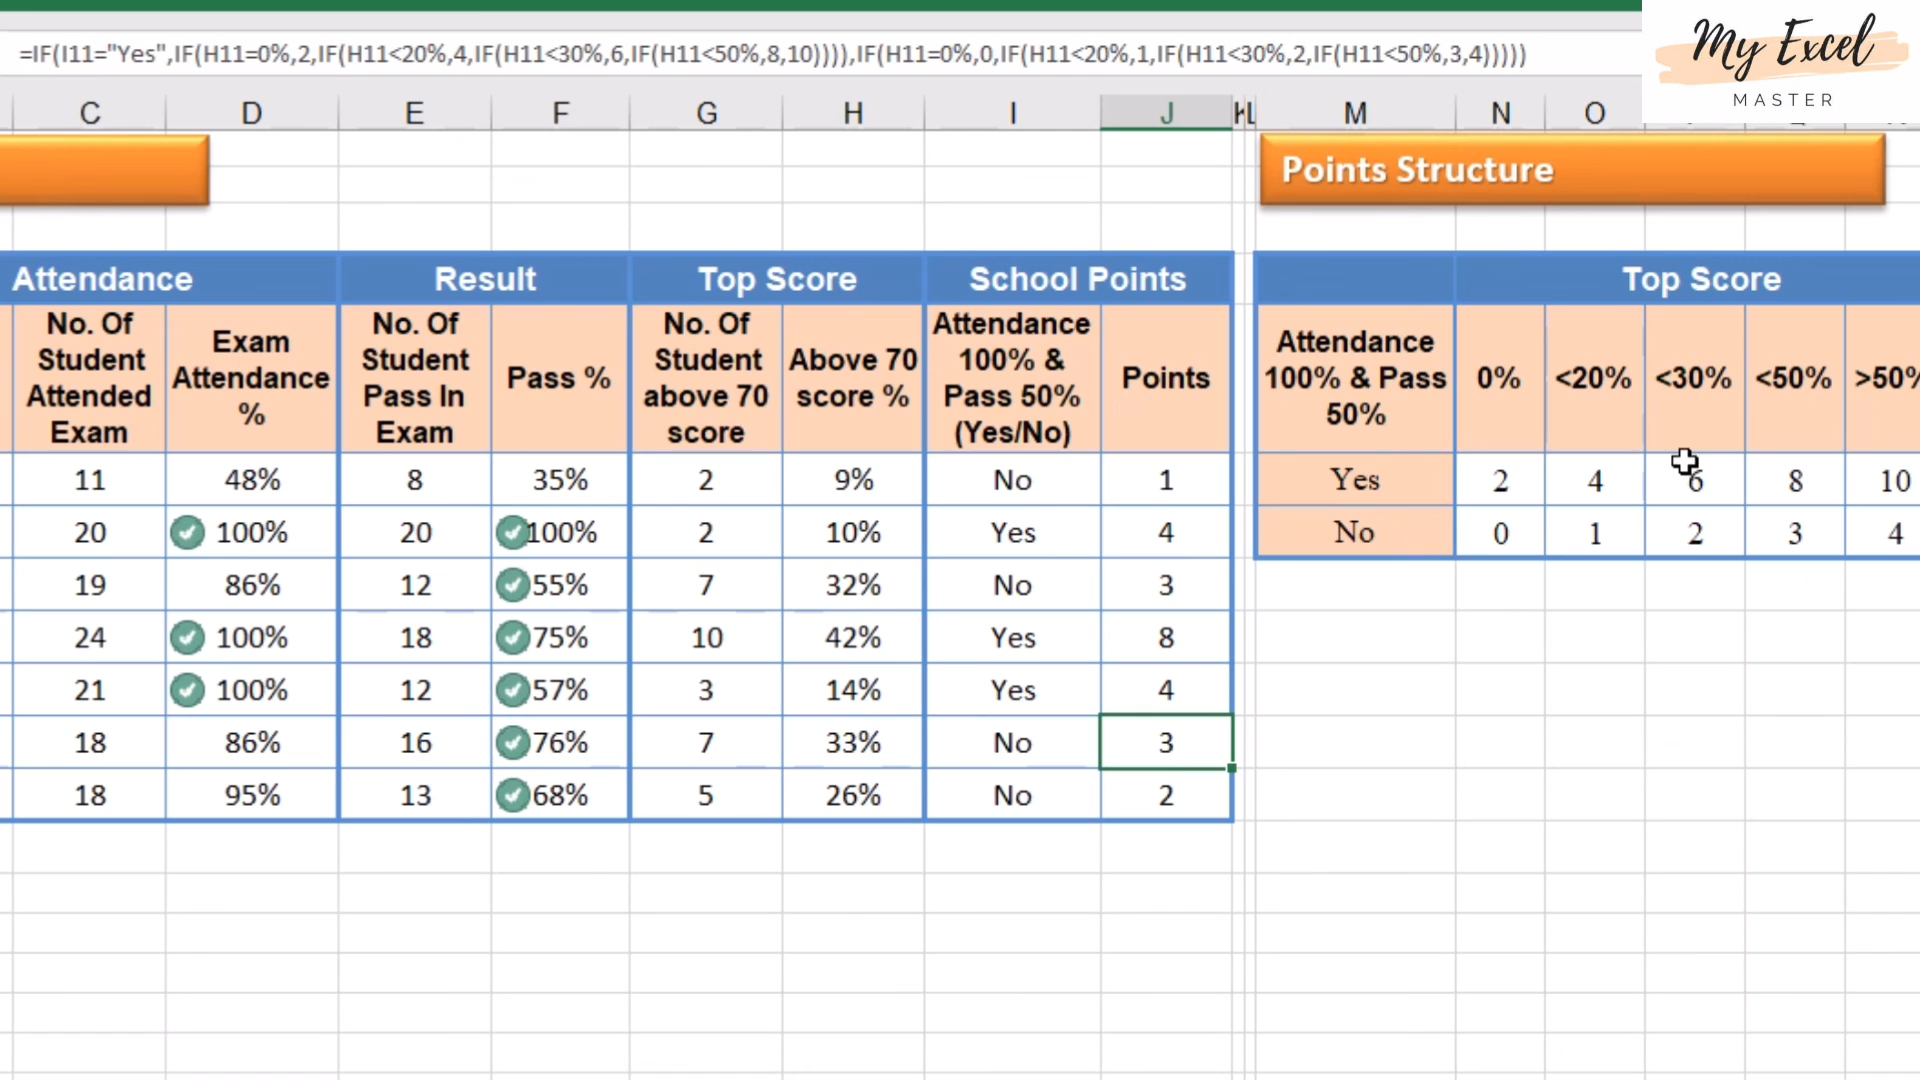 =IF(I11="Yes",IF(H11=0%,2,IF(H11<20%,4,IF(H11<30%,6,IF(H11<50%,8,10)))),IF(H11=0%,0,IF(H11<20%,1,IF(H11<30%,2,IF(H11<50%,3,4)))))
My Excel
MASTER
C D E F G H I J K L M N O
Points Structure
Attendance Result Top Score School Points Top Score
No. Of Student Attended Exam
Exam Attendance %
No. Of Student Pass In Exam
Pass %
No. Of Student above 70 score
Above 70 score %
Attendance 100% & Pass 50% (Yes/No)
Points
Attendance 100% & Pass 50%
0% <20% <30% <50% >50%
11 48% 8 35% 2 9% No 1 Yes 2 4 6 8 10
20 100% 20 100% 2 10% Yes 4 No 0 1 2 3 4
19 86% 12 55% 7 32% No 3
24 100% 18 75% 10 42% Yes 8
21 100% 12 57% 3 14% Yes 4
18 86% 16 76% 7 33% No 3
18 95% 13 68% 5 26% No 2